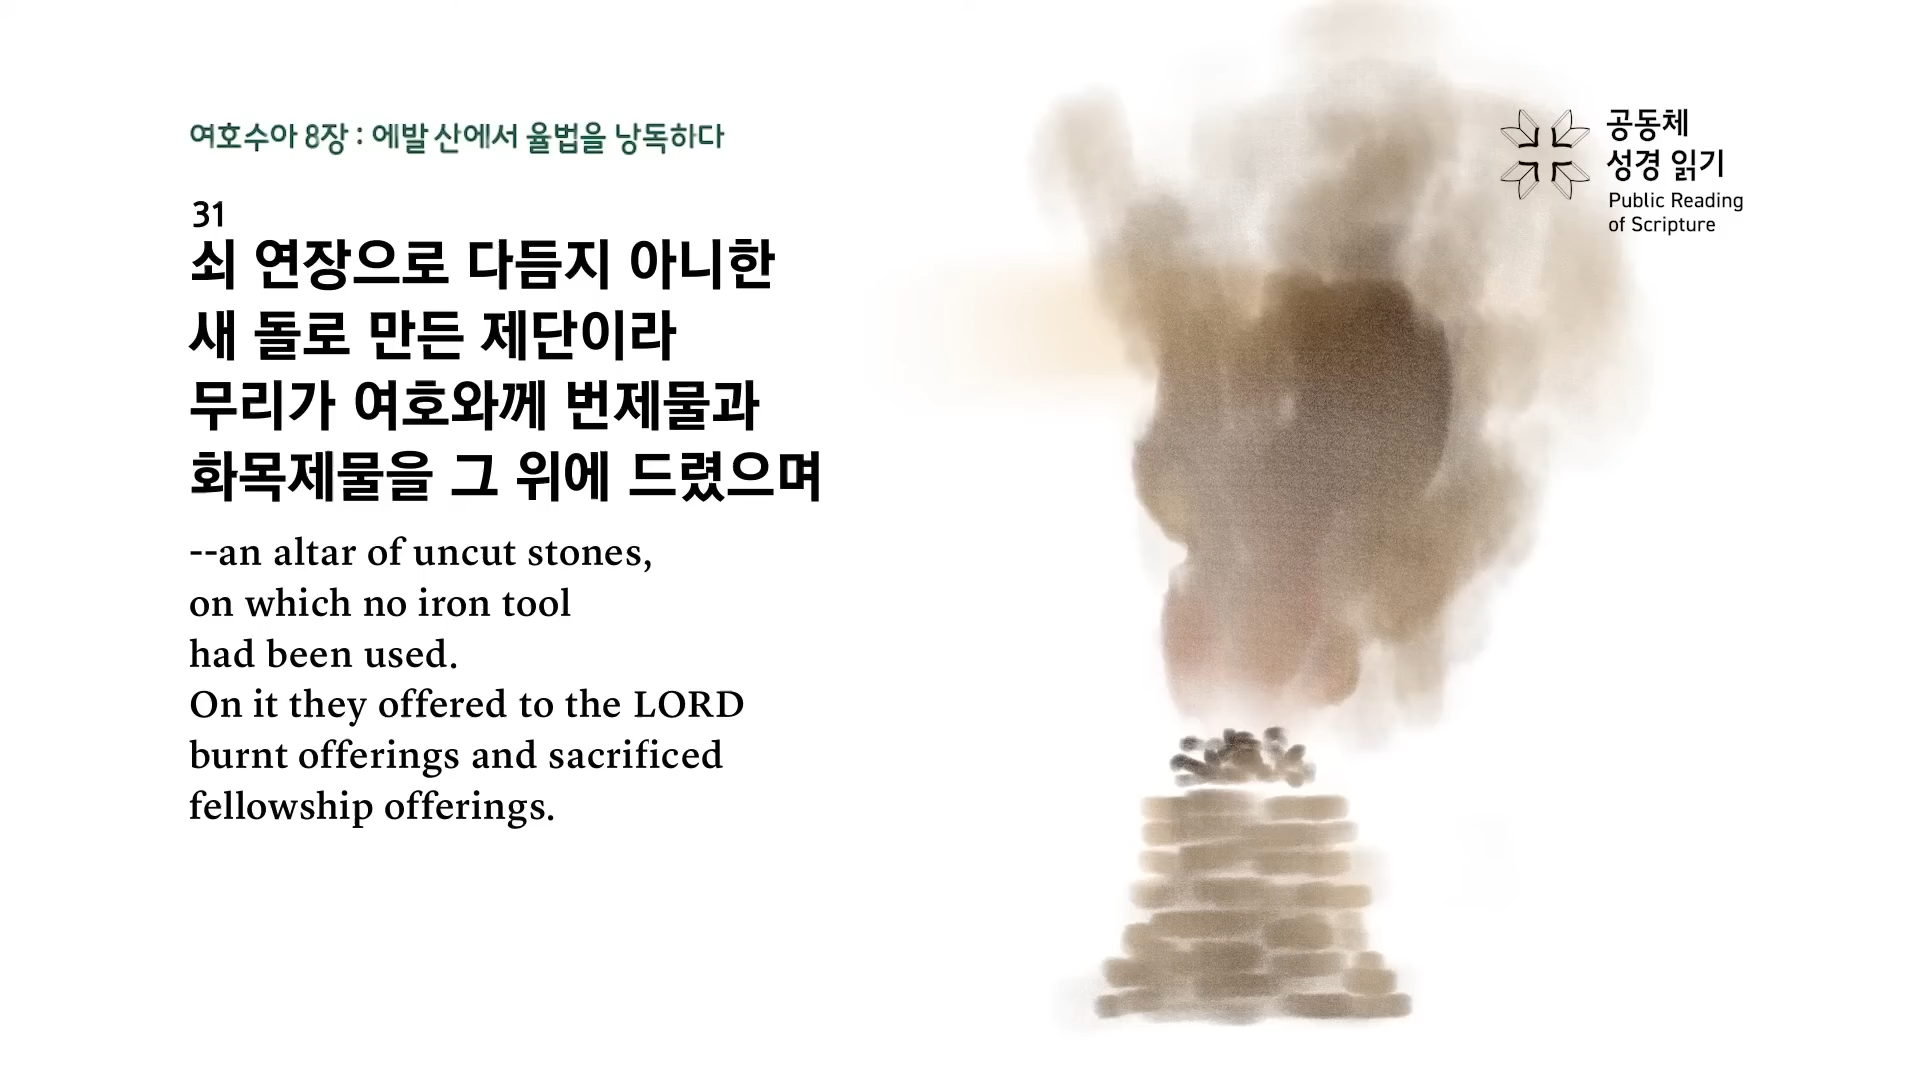 여호수아 8장 : 에발 산에서 율법을 낭독하다
31
쇠 연장으로 다듬지 아니한
새 돌로 만든 제단이라
무리가 여호와께 번제물과
화목제물을 그 위에 드렸으며
--an altar of uncut stones,
on which no iron tool
had been used.
On it they offered to the LORD
burnt offerings and sacrificed
fellowship offerings.
공동체
성경 읽기
Public Reading
of Scripture